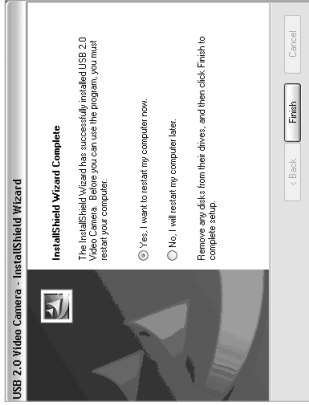 USB 2.0 Video Camera - InstallShield Wizard
InstallShield Wizard Complete
The InstallShield Wizard has successfully installed USB 2.0
Video Camera. Before you can use the program, you must
restart your computer.
Yes, I want to restart my computer now.
No, I will restart my computer later.
Remove any disks from their drives, and then click Finish to
complete setup.
< Back
Finish
Cancel